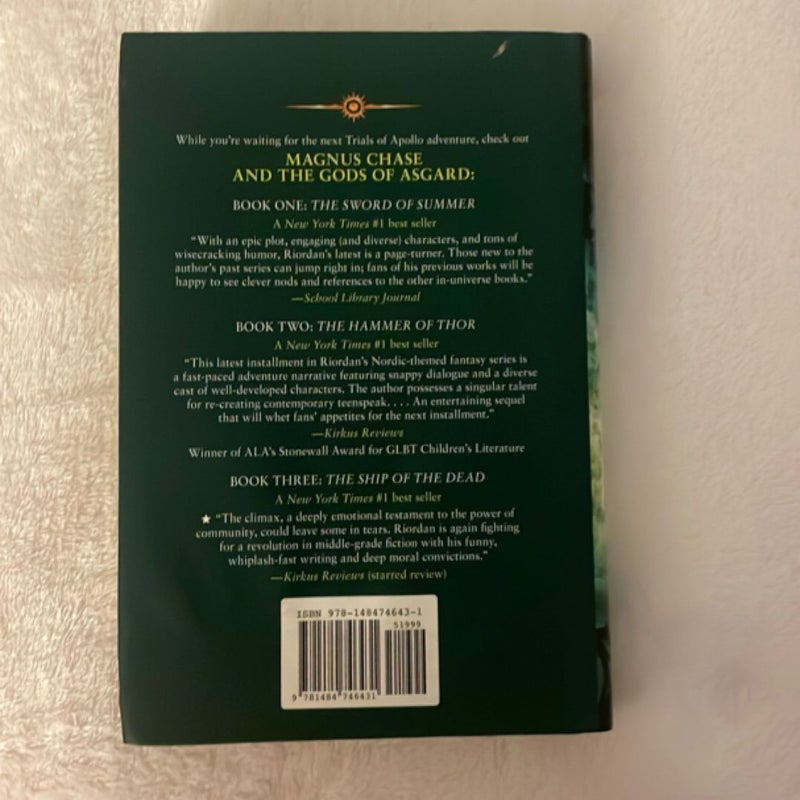 While you're waiting for the next Trials of Apollo adventure, check out
MAGNUS CHASE
AND THE GODS OF ASGARD:
BOOK ONE: THE SWORD OF SUMMER
A New York Times #1 best seller
"With an epic plot, engaging (and diverse) characters, and tons of
wisecracking humor, Riordan's latest is a page-turner. Those new to the
author's past series can jump right in; fans of his previous works will be
happy to see clever nods and references to the other in-universe books."
—School Library Journal
BOOK TWO: THE HAMMER OF THOR
A New York Times #1 best seller
"This latest installment in Riordan's Nordic-themed fantasy series is
a fast-paced adventure narrative featuring snappy dialogue and a diverse
cast of well-developed characters. The author possesses a singular talent
for re-creating contemporary teenspeak. . . . An entertaining sequel
that will whet fans' appetites for the next installment."
—Kirkus Reviews
Winner of ALA's Stonewall Award for GLBT Children's Literature
BOOK THREE: THE SHIP OF THE DEAD
A New York Times #1 best seller
★ "The climax, a deeply emotional testament to the power of
community, could leave some in tears. Riordan is again fighting
for a revolution in middle-grade fiction with his funny,
whiplash-fast writing and deep moral convictions."
—Kirkus Reviews (starred review)
ISBN 978-148474643-1
51999
9 781484 746431